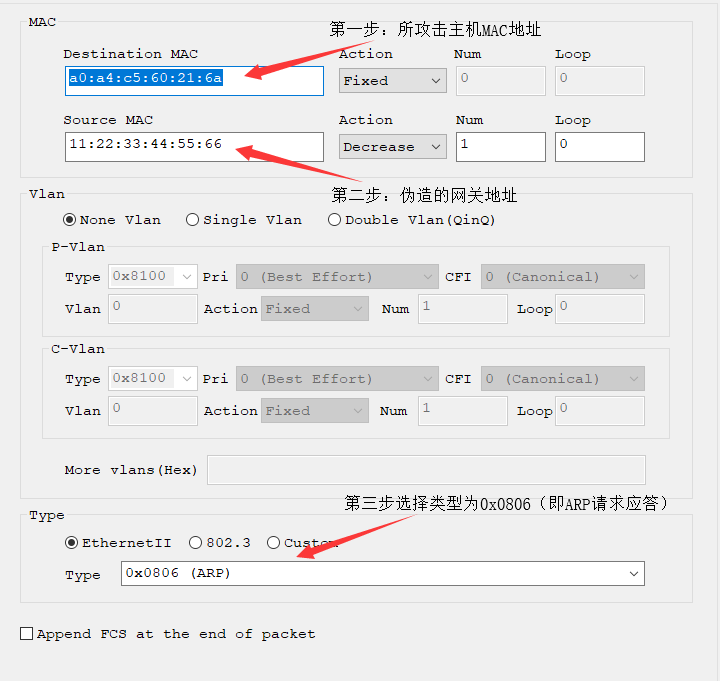 MAC
第一步：所攻击主机MAC地址
Destination MAC Action Num Loop
a0:a4:c5:60:21:6a Fixed 0 0
Source MAC Action Num Loop
11:22:33:44:55:66 Decrease 1 0
第二步：伪造的网关地址
Vlan
None Vlan Single Vlan Double Vlan(QinQ)
P-Vlan
Type 0x8100 Pri 0 (Best Effort) CFI 0 (Canonical)
Vlan 0 Action Fixed Num 1 Loop 0
C-Vlan
Type 0x8100 Pri 0 (Best Effort) CFI 0 (Canonical)
Vlan 0 Action Fixed Num 1 Loop 0
More vlans(Hex)
第三步选择类型为0x0806（即ARP请求应答）
Type
EthernetII 802.3 Custom
Type 0x0806 (ARP)
Append FCS at the end of packet